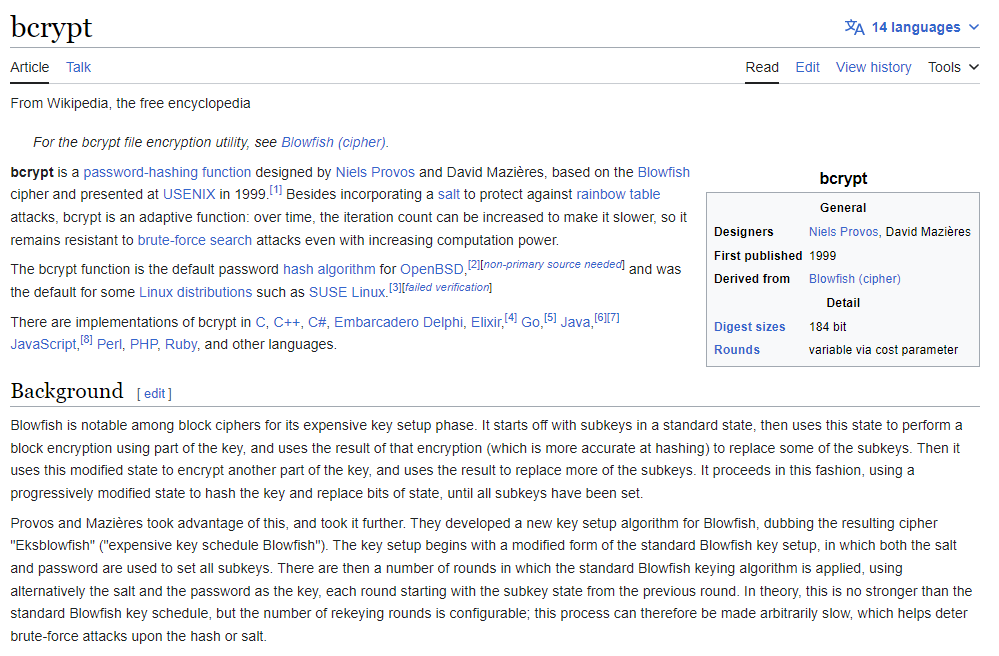 bcrypt
14 languages
Article Talk
Read Edit View history Tools
From Wikipedia, the free encyclopedia
For the bcrypt file encryption utility, see Blowfish (cipher).
bcrypt is a password-hashing function designed by Niels Provos and David Mazières, based on the Blowfish
cipher and presented at USENIX in 1999.[1] Besides incorporating a salt to protect against rainbow table
attacks, bcrypt is an adaptive function: over time, the iteration count can be increased to make it slower, so it
remains resistant to brute-force search attacks even with increasing computation power.
The bcrypt function is the default password hash algorithm for OpenBSD,[2][non-primary source needed] and was
the default for some Linux distributions such as SUSE Linux.[3][failed verification]
There are implementations of bcrypt in C, C++, C#, Embarcadero Delphi, Elixir,[4] Go,[5] Java,[6][7]
JavaScript,[8] Perl, PHP, Ruby, and other languages.
bcrypt
General
Designers Niels Provos, David Mazières
First published 1999
Derived from Blowfish (cipher)
Detail
Digest sizes 184 bit
Rounds variable via cost parameter
Background [ edit ]
Blowfish is notable among block ciphers for its expensive key setup phase. It starts off with subkeys in a standard state, then uses this state to perform a
block encryption using part of the key, and uses the result of that encryption (which is more accurate at hashing) to replace some of the subkeys. Then it
uses this modified state to encrypt another part of the key, and uses the result to replace more of the subkeys. It proceeds in this fashion, using a
progressively modified state to hash the key and replace bits of state, until all subkeys have been set.
Provos and Mazières took advantage of this, and took it further. They developed a new key setup algorithm for Blowfish, dubbing the resulting cipher
"Eksblowfish" ("expensive key schedule Blowfish"). The key setup begins with a modified form of the standard Blowfish key setup, in which both the salt
and password are used to set all subkeys. There are then a number of rounds in which the standard Blowfish keying algorithm is applied, using
alternatively the salt and the password as the key, each round starting with the subkey state from the previous round. In theory, this is no stronger than the
standard Blowfish key schedule, but the number of rekeying rounds is configurable; this process can therefore be made arbitrarily slow, which helps deter
brute-force attacks upon the hash or salt.